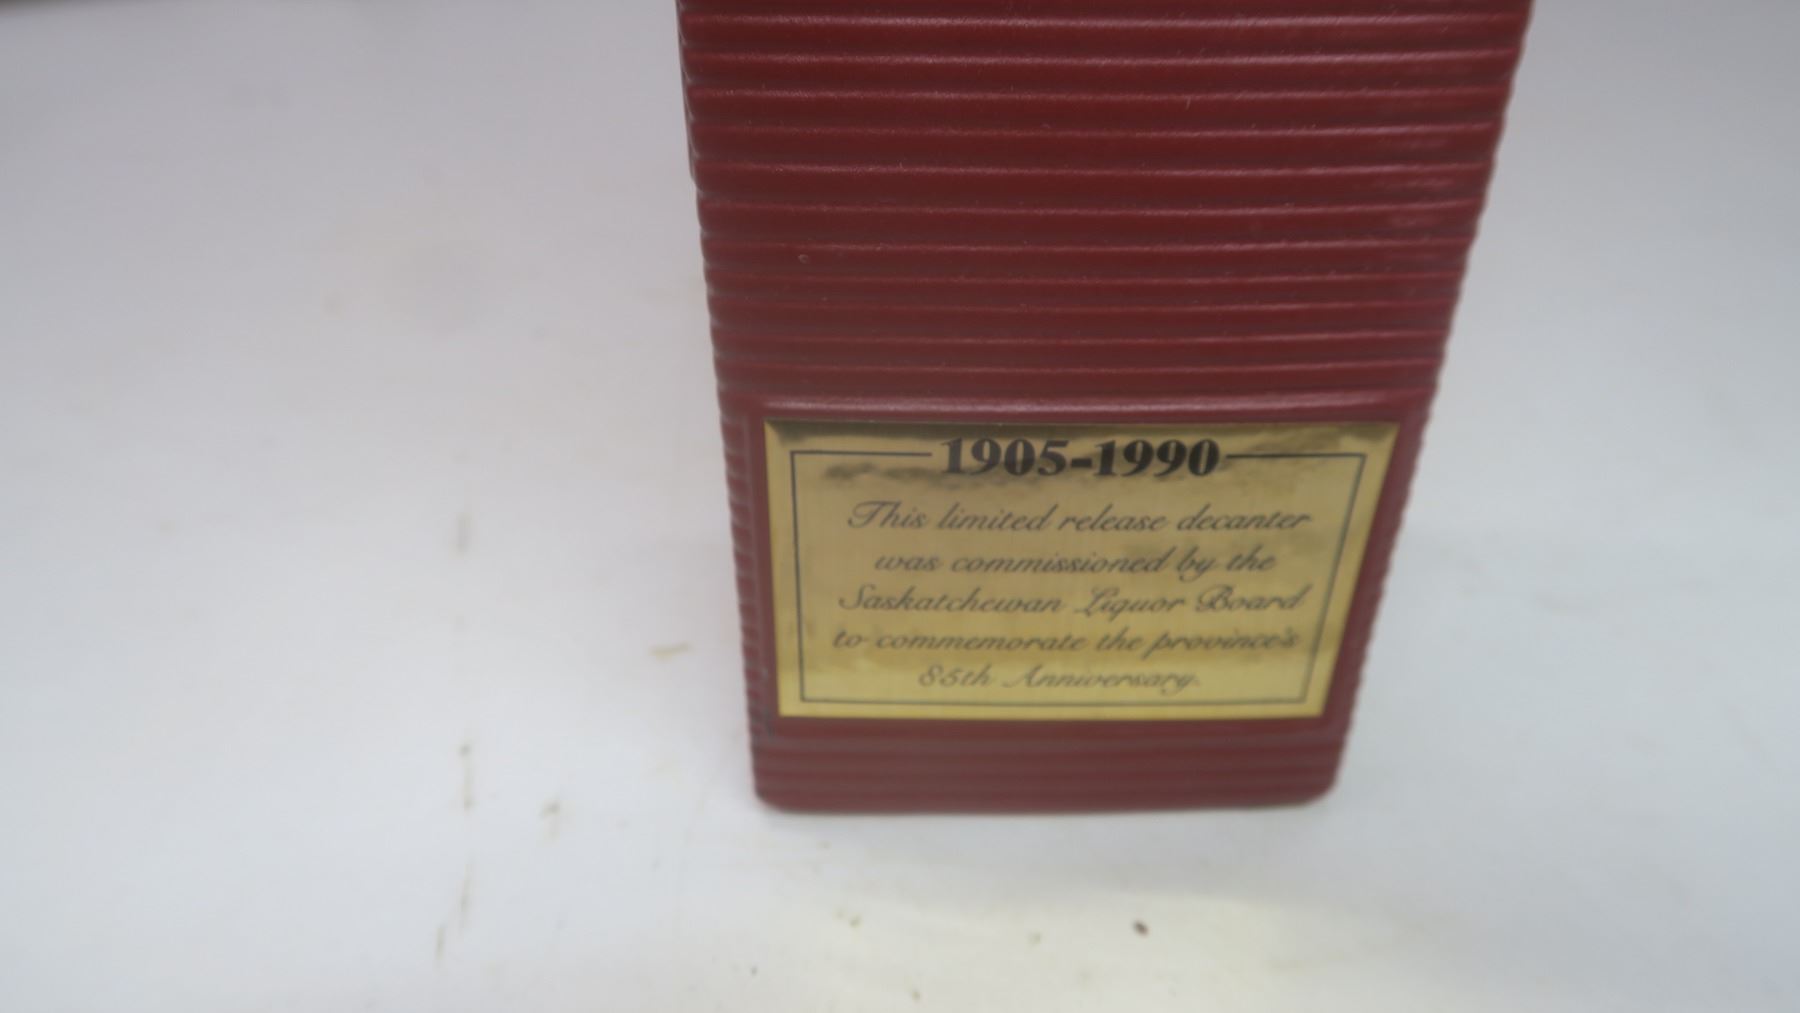 1905-1990
This limited release decanter
was commissioned by the
Saskatchewan Liquor Board
to commemorate the province's
85th Anniversary.